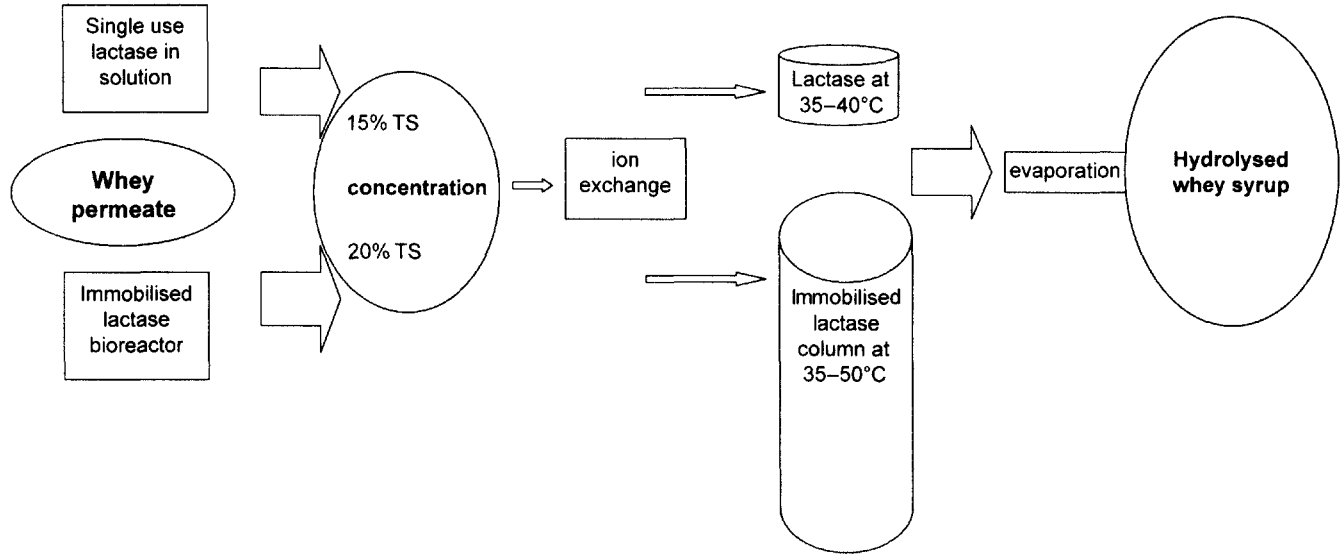 Single use
lactase in
solution
Whey
permeate
Immobilised
lactase
bioreactor
15% TS
concentration
20% TS
ion
exchange
Lactase at
35–40°C
Immobilised
lactase
column at
35–50°C
evaporation
Hydrolysed
whey syrup